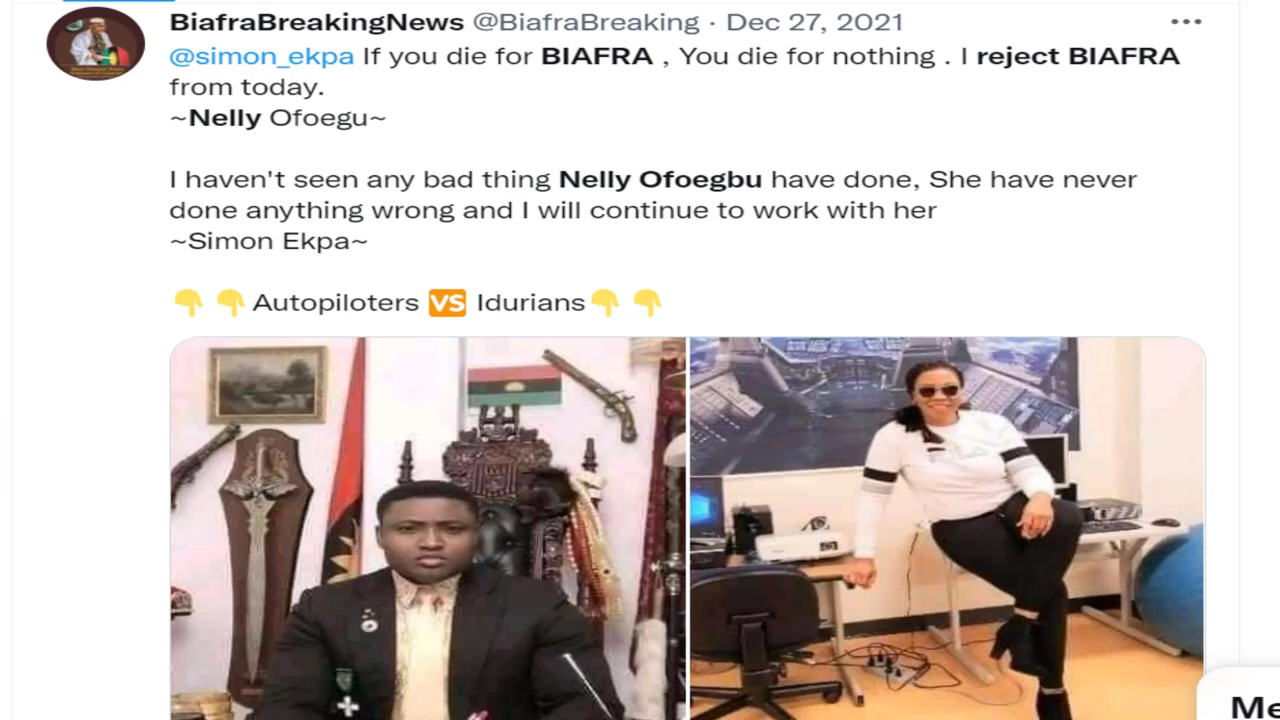 BiafraBreakingNews @BiafraBreaking · Dec 27, 2021
@simon_ekpa If you die for BIAFRA , You die for nothing . I reject BIAFRA
from today.
~Nelly Ofoegu~
I haven't seen any bad thing Nelly Ofoegbu have done, She have never
done anything wrong and I will continue to work with her
~Simon Ekpa~
👇 👇 Autopiloters 🆚 Idurians👇 👇